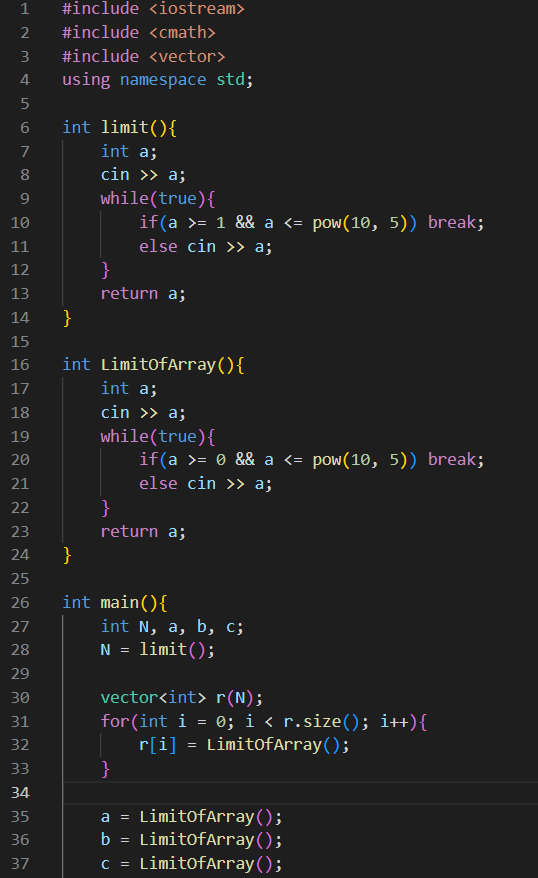 1 #include <iostream>
2 #include <cmath>
3 #include <vector>
4 using namespace std;
5
6 int limit(){
7     int a;
8     cin >> a;
9     while(true){
10         if(a >= 1 && a <= pow(10, 5)) break;
11         else cin >> a;
12     }
13     return a;
14 }
15
16 int LimitOfArray(){
17     int a;
18     cin >> a;
19     while(true){
20         if(a >= 0 && a <= pow(10, 5)) break;
21         else cin >> a;
22     }
23     return a;
24 }
25
26 int main(){
27     int N, a, b, c;
28     N = limit();
29
30     vector<int> r(N);
31     for(int i = 0; i < r.size(); i++){
32         r[i] = LimitOfArray();
33     }
34
35     a = LimitOfArray();
36     b = LimitOfArray();
37     c = LimitOfArray();